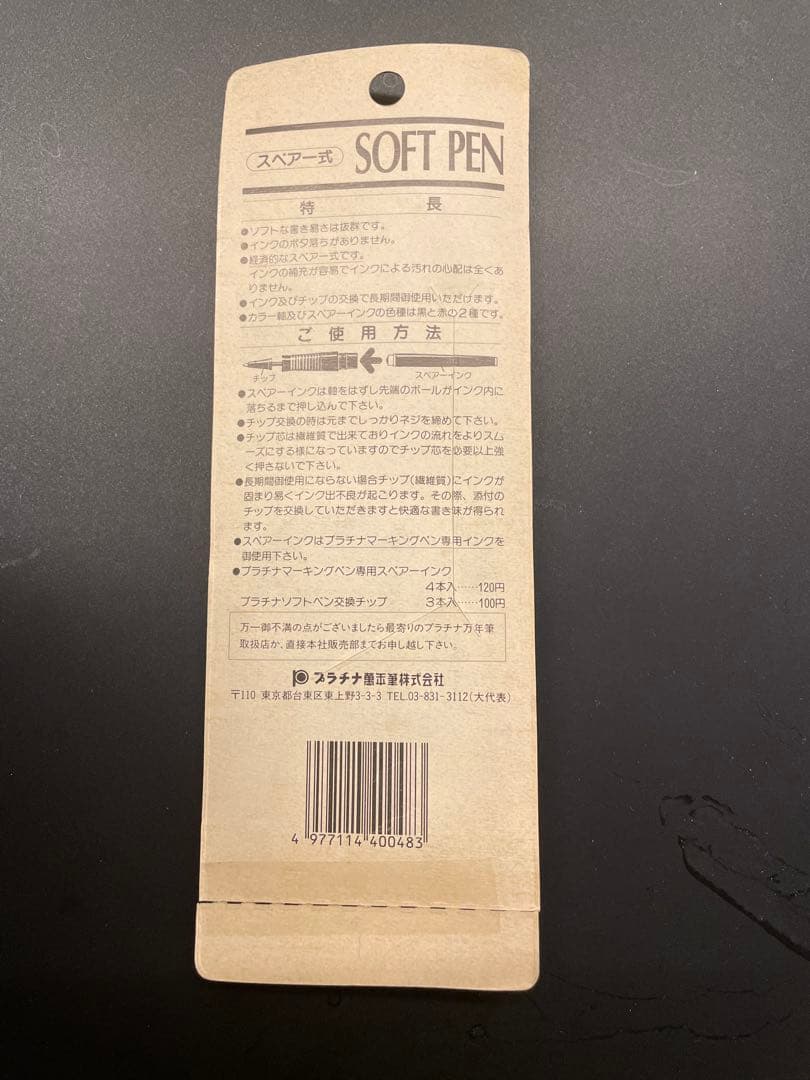 スペアー式 SOFT PEN
特長
●ソフトな書き易さは抜群です。
●インクのボタ落ちがありません。
●経済的なスペアー式です。
インクの補充が容易でインクによる汚れの心配は全くあ
りません。
●インク及びチップの交換で長期間御使用いただけます。
●カラー軸及びスペアーインクの色種は黒と赤の2種です。
ご使用方法
チップ スペアーインク
●スペアーインクは軸をはずし先端のボールがインク内に
落ちるまで押し込んで下さい。
●チップ交換の時は元までしっかりネジを締めて下さい。
●チップ芯は繊維質で出来ておりインクの流れをよりスム
ーズにする様になっていますのでチップ芯を必要以上強
く押さないで下さい。
●長期間御使用にならない場合チップ(繊維質)にインクが
固まり易くインク出不良が起こります。その際、添付の
チップを交換していただきますと快適な書き味が得られ
ます。
●スペアーインクはプラチナマーキングペン専用インクを
御使用下さい。
●プラチナマーキングペン専用スペアーインク
4本入……120円
プラチナソフトペン交換チップ 3本入……100円
万一御不満の点がございましたら最寄りのプラチナ万年筆
取扱店か、直接本社販売部までお申し越し下さい。
プラチナ萬年筆株式会社
〒110 東京都台東区東上野3-3-3 TEL.03-831-3112(大代表)
4 977114 400483